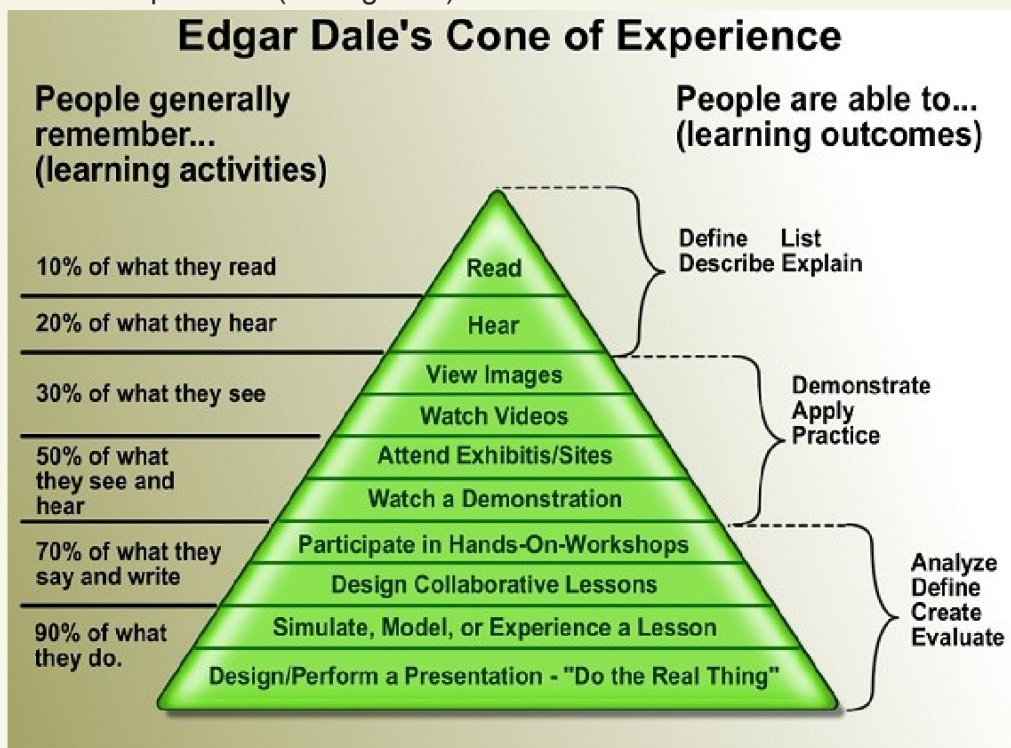 Edgar Dale's Cone of Experience
People generally
remember...
(learning activities)
People are able to...
(learning outcomes)
10% of what they read
20% of what they hear
30% of what they see
50% of what
they see and
hear
70% of what they
say and write
90% of what
they do.
Read
Hear
View Images
Watch Videos
Attend Exhibitis/Sites
Watch a Demonstration
Participate in Hands-On-Workshops
Design Collaborative Lessons
Simulate, Model, or Experience a Lesson
Design/Perform a Presentation - "Do the Real Thing"
Define List
Describe Explain
Demonstrate
Apply
Practice
Analyze
Define
Create
Evaluate